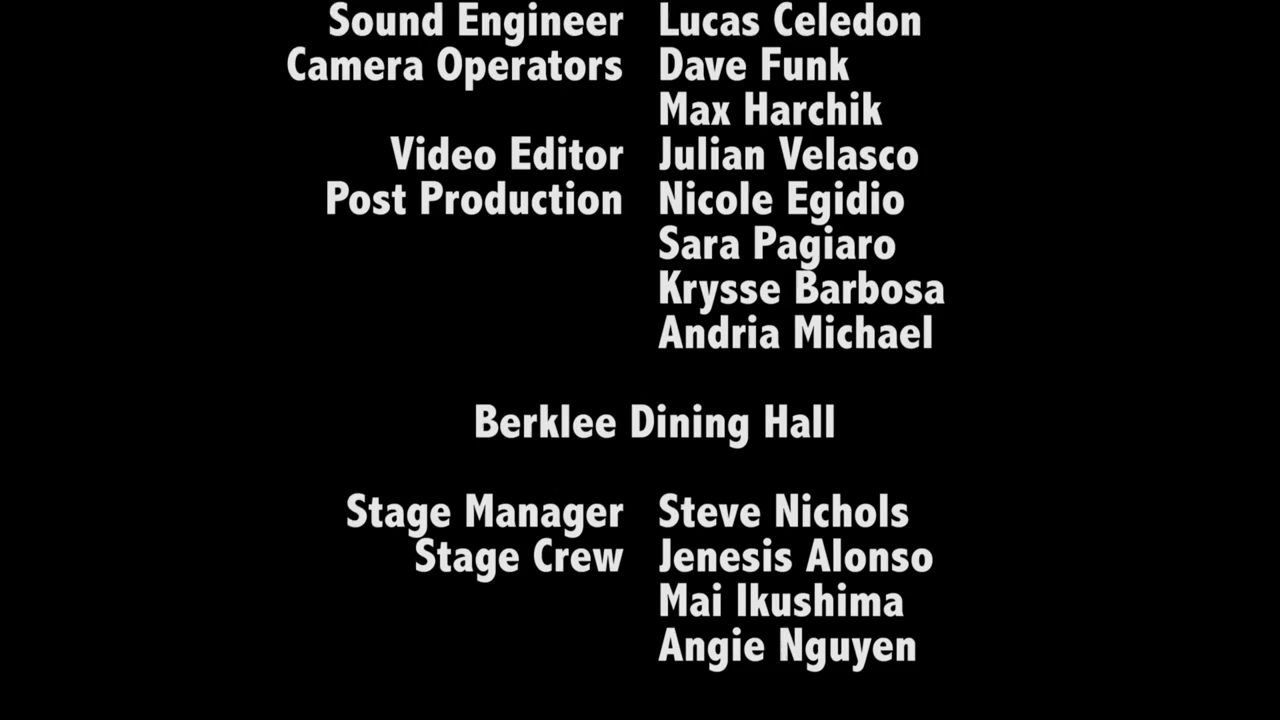 Sound Engineer Lucas Celedon
Camera Operators Dave Funk
Max Harchik
Video Editor Julian Velasco
Post Production Nicole Egidio
Sara Pagiaro
Krysse Barbosa
Andria Michael
Berklee Dining Hall
Stage Manager Steve Nichols
Stage Crew Jenesis Alonso
Mai Ikushima
Angie Nguyen